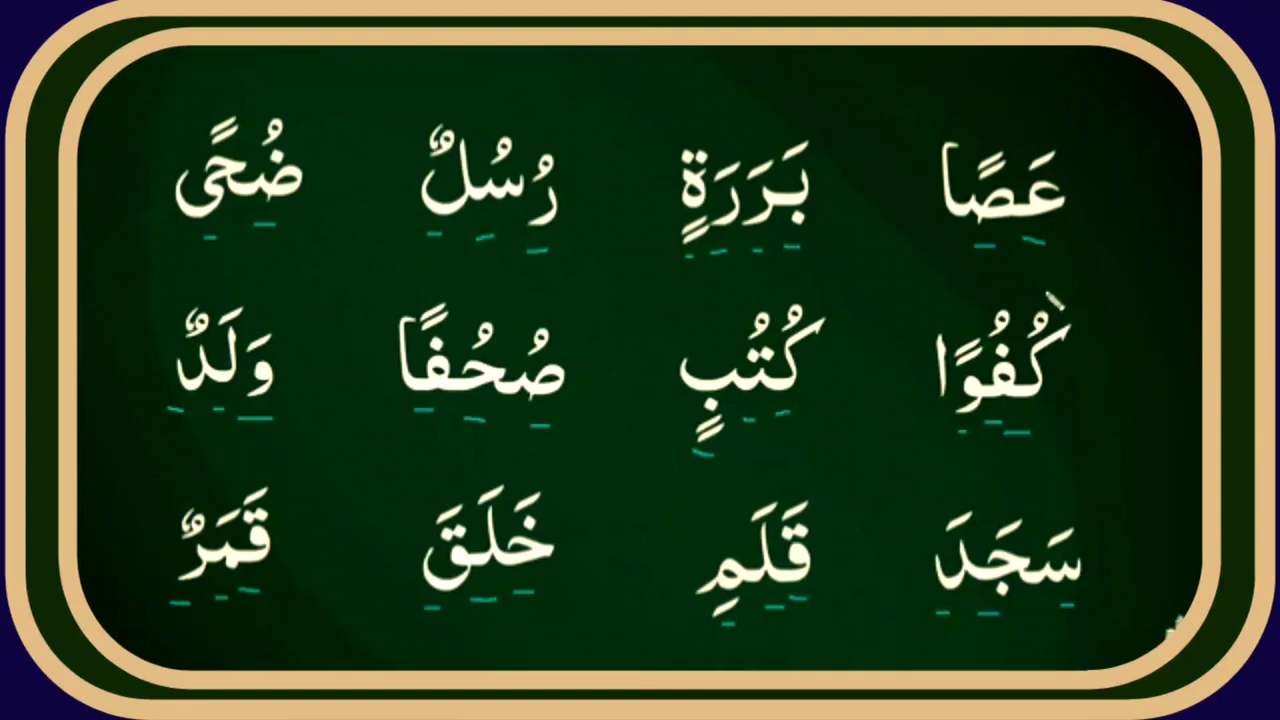 عَصًا بَرَرَةٍ رُسُلٌ ضُحًى
كُفُوًا كُتُبٍ صُحُفًا وَلَدٌ
سَجَدَ قَلَمِ خَلَقَ قَمَرٌ